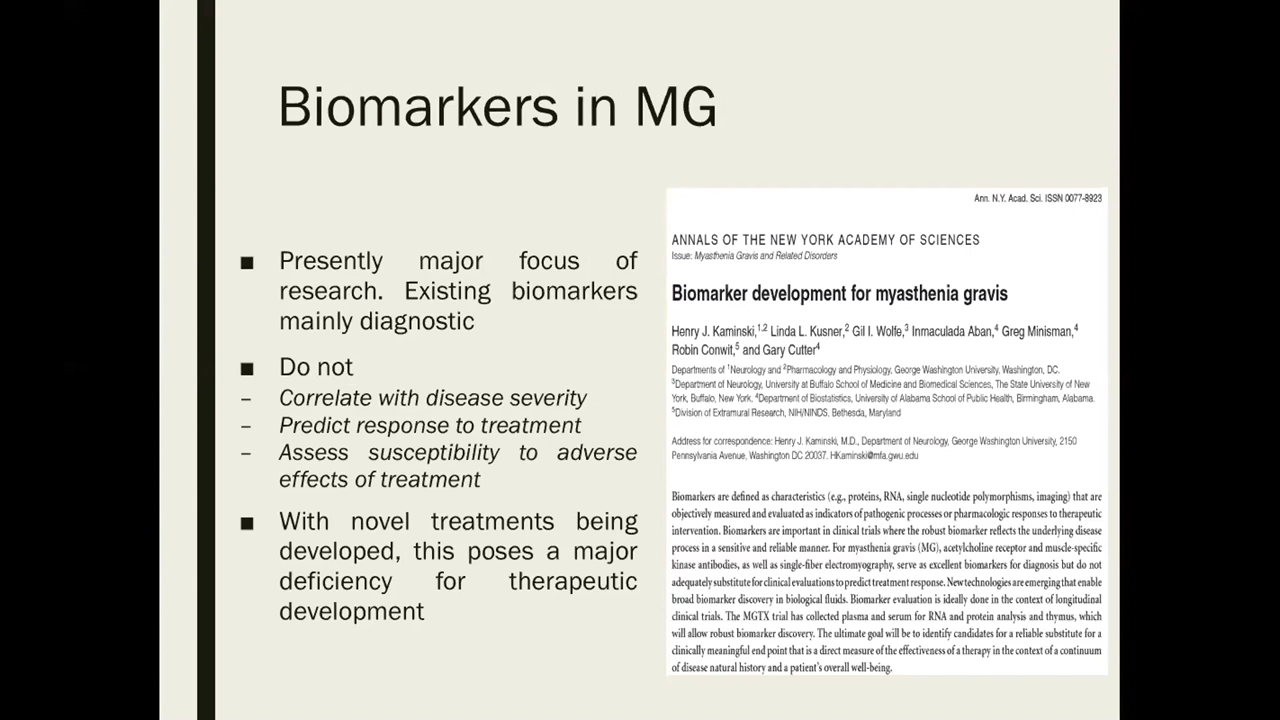 Biomarkers in MG
■ Presently major focus of
research. Existing biomarkers
mainly diagnostic
■ Do not
– Correlate with disease severity
– Predict response to treatment
– Assess susceptibility to adverse
effects of treatment
■ With novel treatments being
developed, this poses a major
deficiency for therapeutic
development
Ann. N.Y. Acad. Sci. ISSN 0077-8923
ANNALS OF THE NEW YORK ACADEMY OF SCIENCES
Issue: Myasthenia Gravis and Related Disorders
Biomarker development for myasthenia gravis
Henry J. Kaminski,1,2 Linda L. Kusner,2 Gil I. Wolfe,3 Inmaculada Aban,4 Greg Minisman,4
Robin Conwit,5 and Gary Cutter4
Departments of 1Neurology and 2Pharmacology and Physiology, George Washington University, Washington, DC.
3Department of Neurology, University at Buffalo School of Medicine and Biomedical Sciences, The State University of New
York, Buffalo, New York. 4Department of Biostatistics, University of Alabama School of Public Health, Birmingham, Alabama.
5Division of Extramural Research, NIH/NINDS, Bethesda, Maryland
Address for correspondence: Henry J. Kaminski, M.D., Department of Neurology, George Washington University, 2150
Pennsylvania Avenue, Washington DC 20037. HKaminski@mfa.gwu.edu
Biomarkers are defined as characteristics (e.g., proteins, RNA, single nucleotide polymorphisms, imaging) that are
objectively measured and evaluated as indicators of pathogenic processes or pharmacologic responses to therapeutic
intervention. Biomarkers are important in clinical trials where the robust biomarker reflects the underlying disease
process in a sensitive and reliable manner. For myasthenia gravis (MG), acetylcholine receptor and muscle-specific
kinase antibodies, as well as single-fiber electromyography, serve as excellent biomarkers for diagnosis but do not
adequately substitute for clinical evaluations to predict treatment response. New technologies are emerging that enable
broad biomarker discovery in biological fluids. Biomarker evaluation is ideally done in the context of longitudinal
clinical trials. The MGTX trial has collected plasma and serum for RNA and protein analysis and thymus, which
will allow robust biomarker discovery. The ultimate goal will be to identify candidates for a reliable substitute for a
clinically meaningful end point that is a direct measure of the effectiveness of a therapy in the context of a continuum
of disease natural history and a patient's overall well-being.